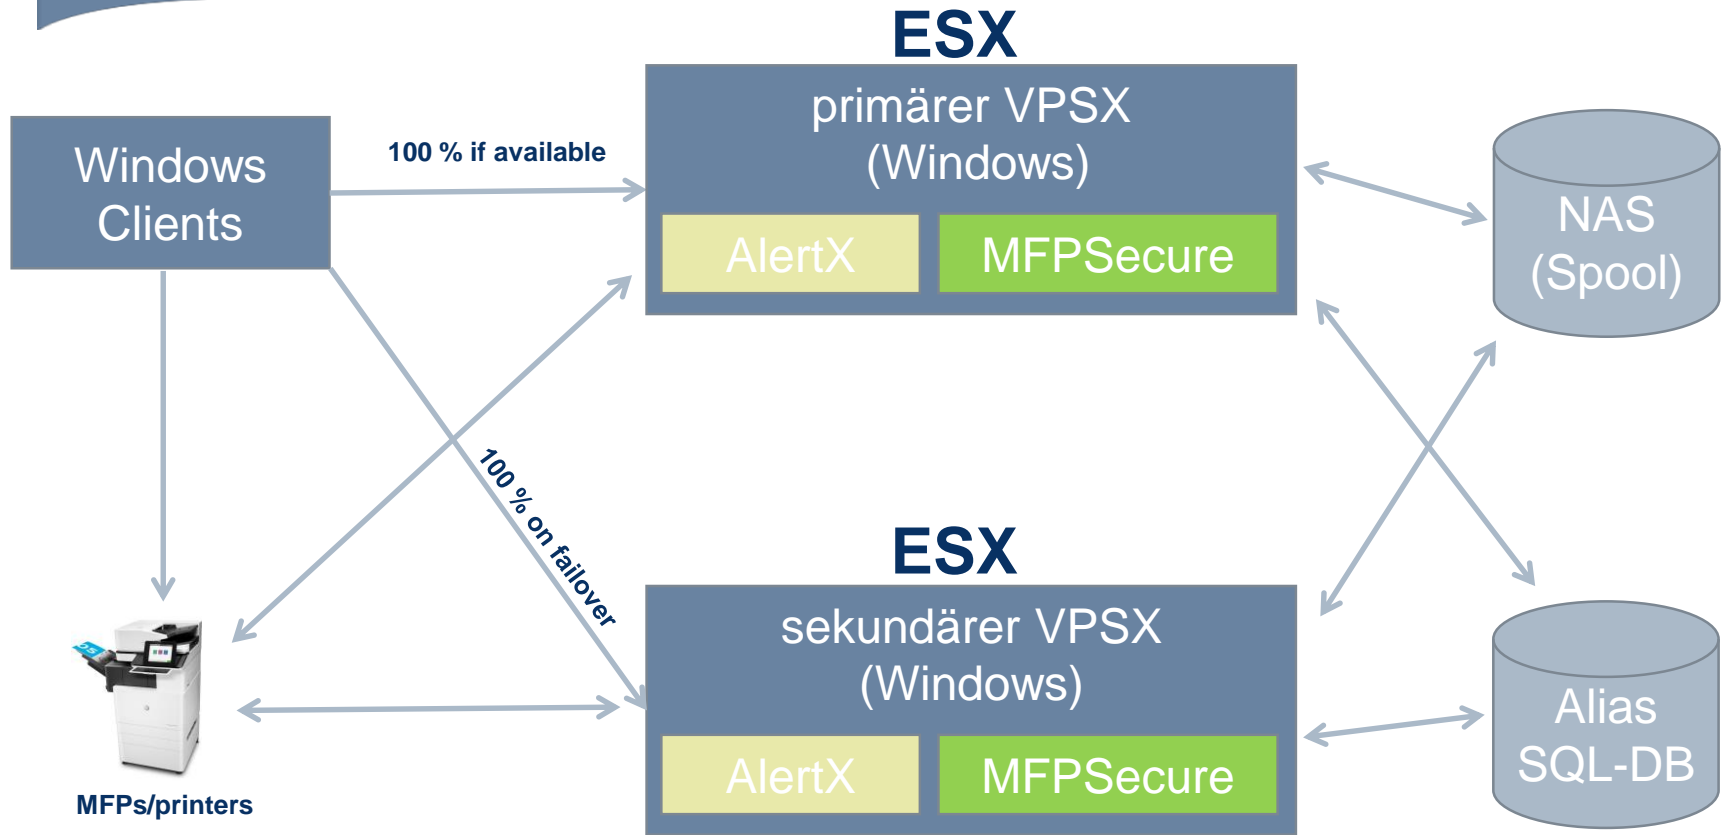 ESX
primärer VPSX
(Windows)
AlertX
MFPSecure
Windows
Clients
100 % if available
NAS
(Spool)
100 % on failover
ESX
sekundärer VPSX
(Windows)
AlertX
MFPSecure
Alias
SQL-DB
MFPs/printers